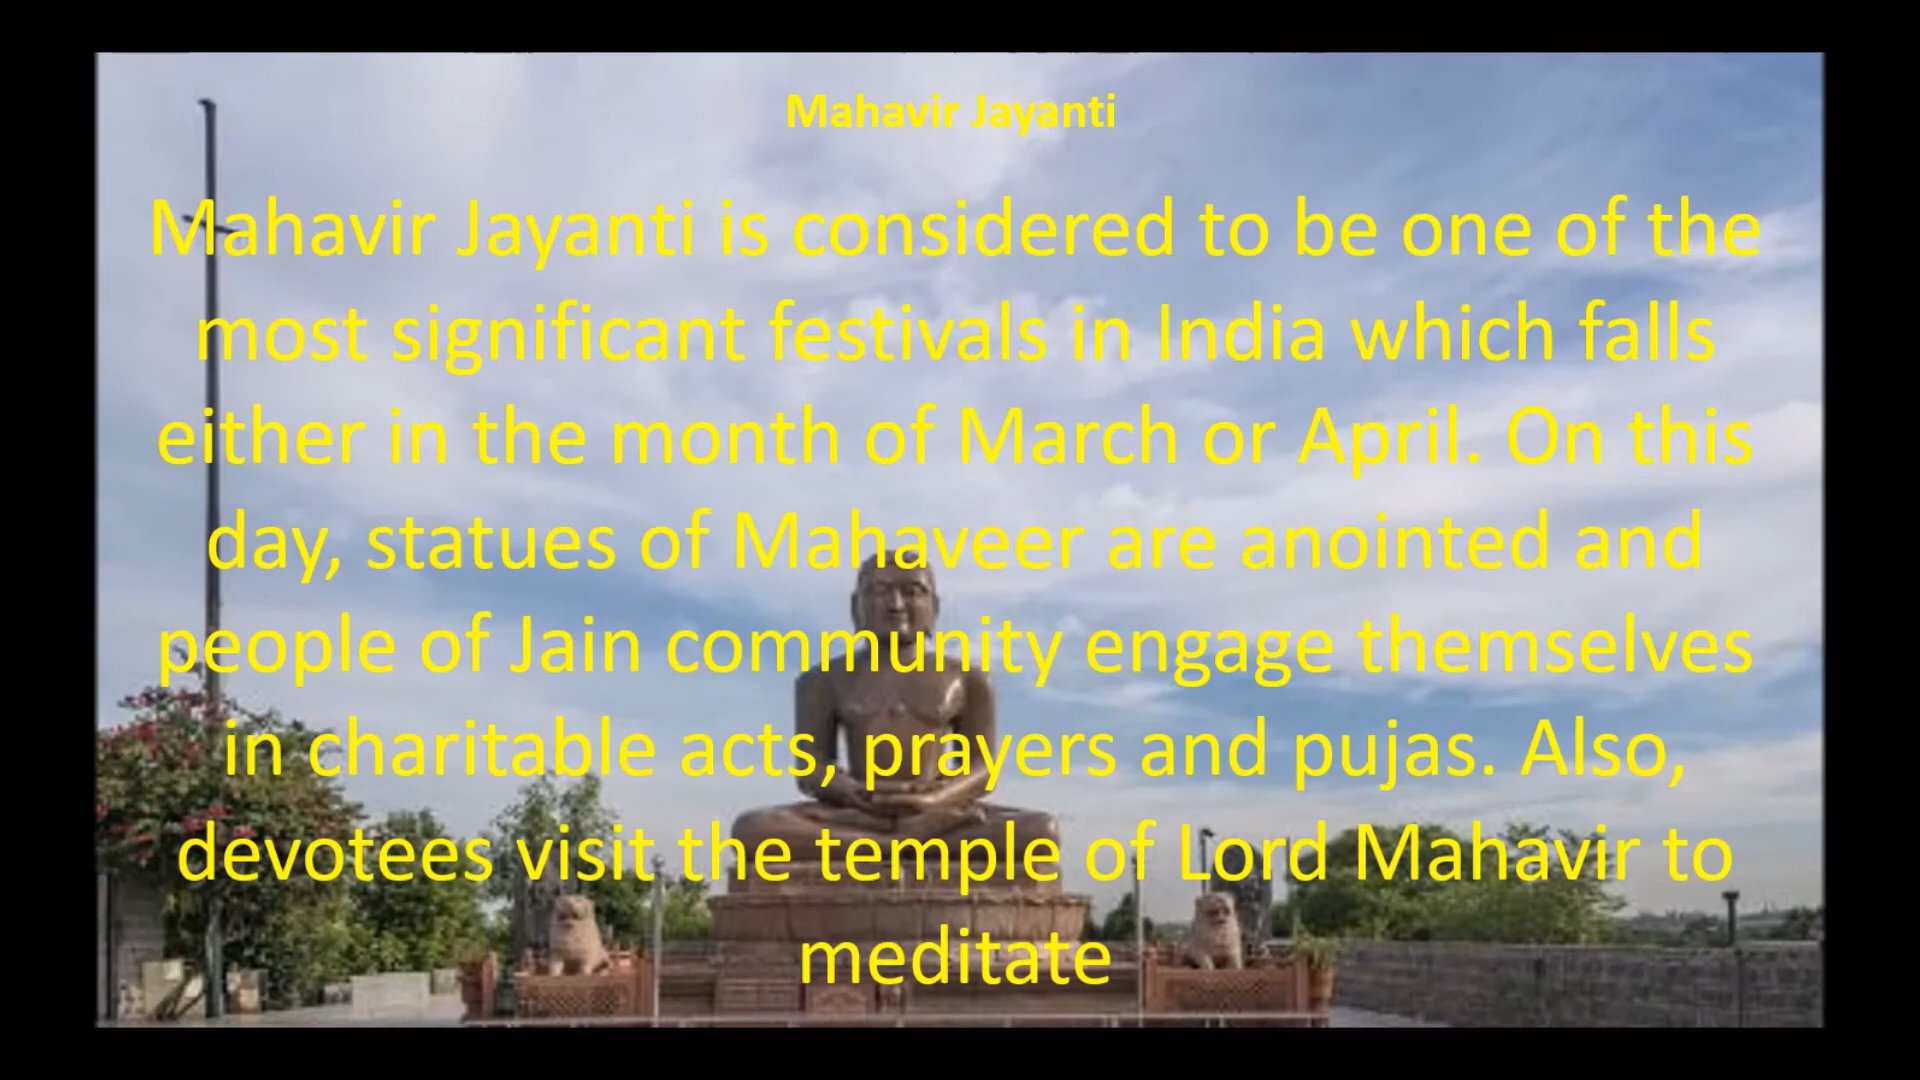 Mahavir Jayanti
Mahavir Jayanti is considered to be one of the
most significant festivals in India which falls
either in the month of March or April. On this
day, statues of Mahaveer are anointed and
people of Jain community engage themselves
in charitable acts, prayers and pujas. Also,
devotees visit the temple of Lord Mahavir to
meditate